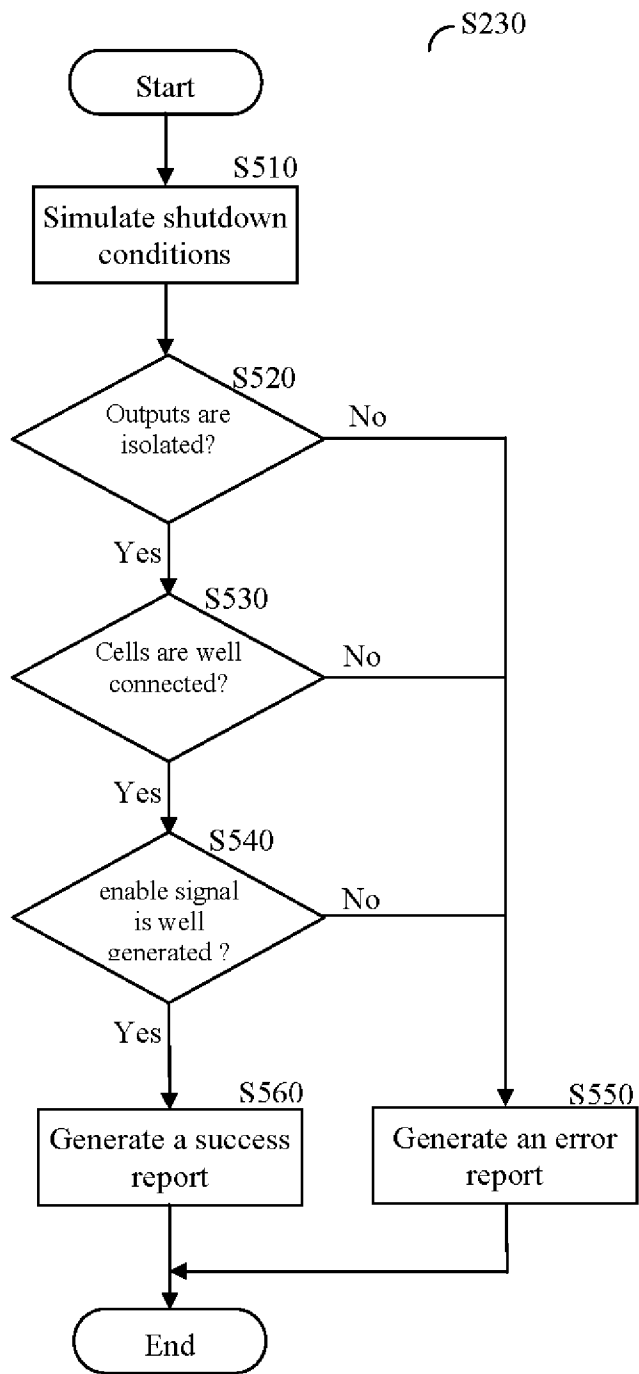 S230
Start
S510
Simulate shutdown
conditions
S520
Outputs are
isolated?
No
Yes
S530
Cells are well
connected?
No
Yes
S540
enable signal
is well
generated ?
No
Yes
S560
Generate a success
report
S550
Generate an error
report
End